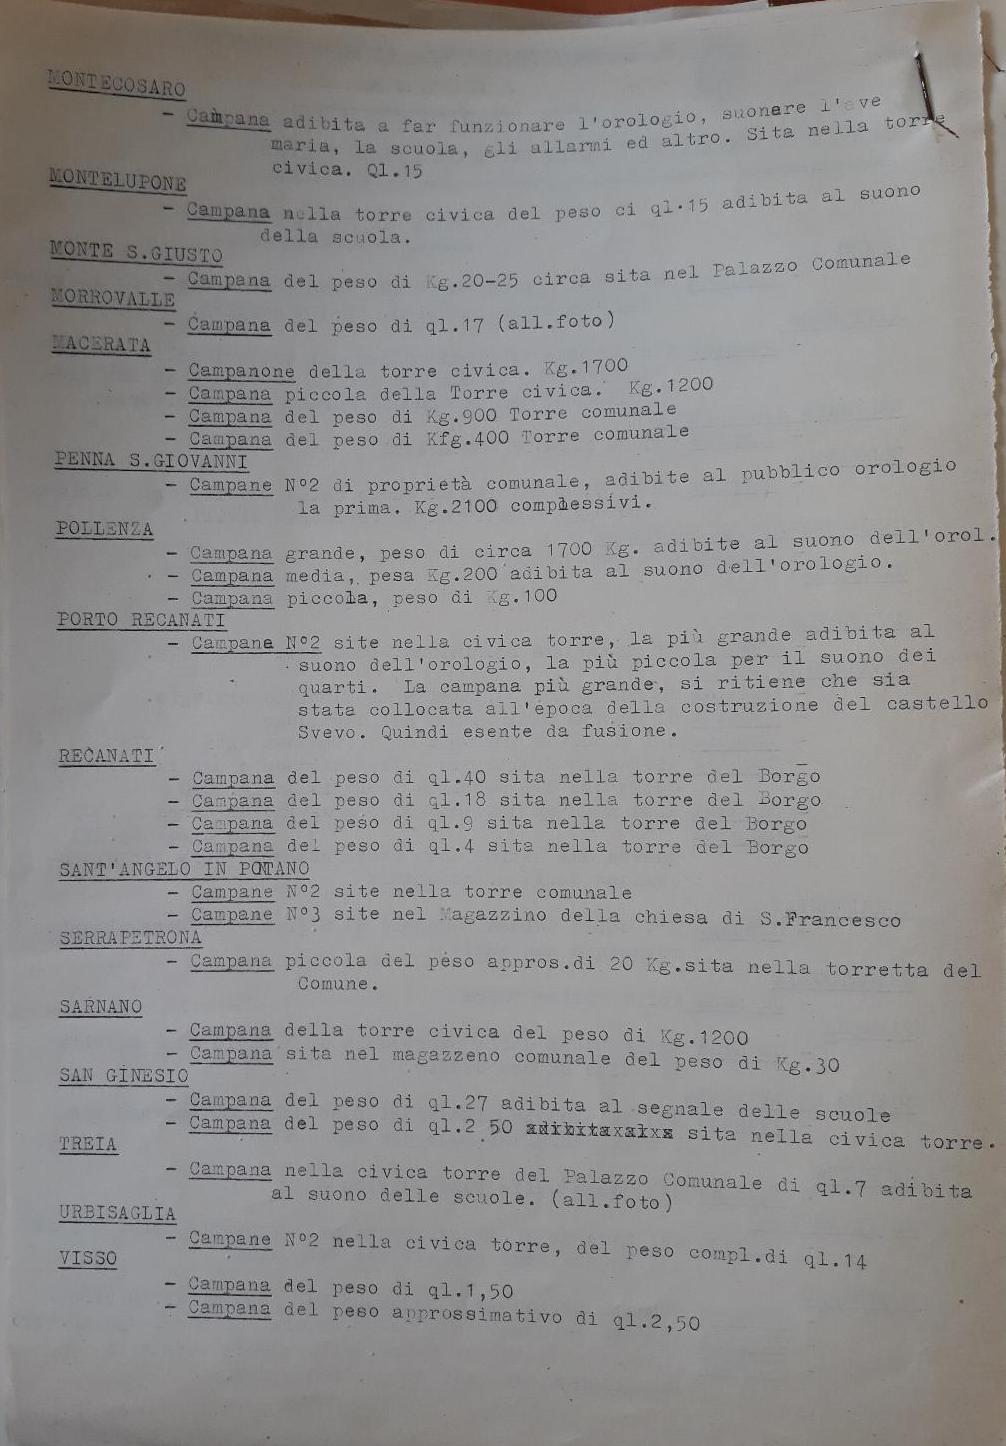 MONTECOSARO
- Campana adibita a far funzionare l'orologio, suonare l'ave
maria, la scuola, gli allarmi ed altro. Sita nella torre
civica. Ql.15
MONTELUPONE
- Campana nella torre civica del peso ci ql.15 adibita al suono
della scuola.
MONTE S.GIUSTO
- Campana del peso di Kg.20-25 circa sita nel Palazzo Comunale
MORROVALLE
- Campana del peso di ql.17 (all.foto)
MACERATA
- Campanone della torre civica. Kg.1700
- Campana piccola della Torre civica. Kg.1200
- Campana del peso di Kg.900 Torre comunale
- Campana del peso di Kfg.400 Torre comunale
PENNA S.GIOVANNI
- Campane N°2 di proprietà comunale, adibite al pubblico orologio
la prima. Kg.2100 complessivi.
POLLENZA
- Campana grande, peso di circa 1700 Kg. adibite al suono dell'orol.
- Campana media, pesa Kg.200 adibita al suono dell'orologio.
- Campana piccola, peso di Kg.100
PORTO RECANATI
- Campane N°2 site nella civica torre, la più grande adibita al
suono dell'orologio, la più piccola per il suono dei
quarti. La campana più grande, si ritiene che sia
stata collocata all'epoca della costruzione del castello
Svevo. Quindi esente da fusione.
RECANATI
- Campana del peso di ql.40 sita nella torre del Borgo
- Campana del peso di ql.18 sita nella torre del Borgo
- Campana del peso di ql.9 sita nella torre del Borgo
- Campana del peso di ql.4 sita nella torre del Borgo
SANT'ANGELO IN PONTANO
- Campane N°2 site nella torre comunale
- Campane N°3 site nel Magazzino della chiesa di S.Francesco
SERRAPETRONA
- Campana piccola del peso appros.di 20 Kg.sita nella torretta del
Comune.
SARNANO
- Campana della torre civica del peso di Kg.1200
- Campana sita nel magazzeno comunale del peso di Kg.30
SAN GINESIO
- Campana del peso di ql.27 adibita al segnale delle scuole
- Campana del peso di ql.2,50 sita nella civica torre.
TREIA
- Campana nella civica torre del Palazzo Comunale di ql.7 adibita
al suono delle scuole. (all.foto)
URBISAGLIA
- Campane N°2 nella civica torre, del peso compl.di ql.14
VISSO
- Campana del peso di ql.1,50
- Campana del peso approssimativo di ql.2,50